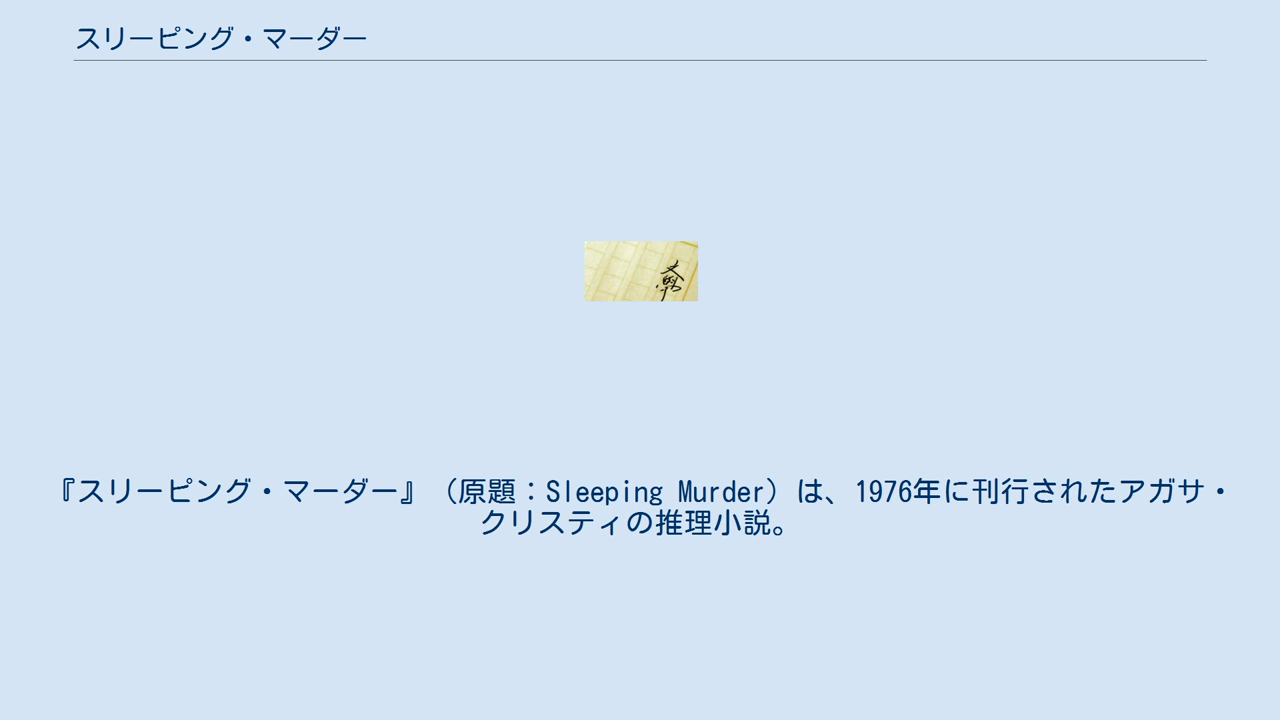 スリーピング・マーダー
『スリーピング・マーダー』（原題：Sleeping Murder）は、1976年に刊行されたアガサ・
クリスティの推理小説。